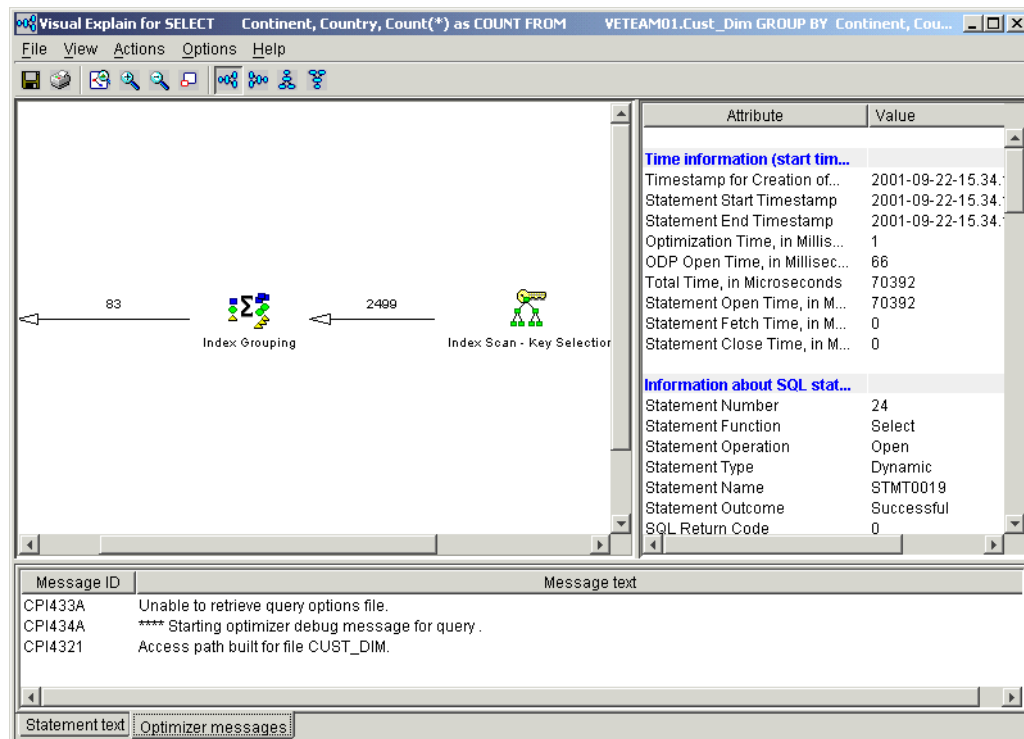 Visual Explain for SELECT Continent, Country, Count(*) as COUNT FROM VETEAM01.Cust_Dim GROUP BY Continent, Cou...
File View Actions Options Help
83
2499
Index Grouping
Index Scan - Key Selection
Attribute Value
Time information (start tim...
Timestamp for Creation of... 2001-09-22-15.34.
Statement Start Timestamp 2001-09-22-15.34.
Statement End Timestamp 2001-09-22-15.34.
Optimization Time, in Millis... 1
ODP Open Time, in Millisec... 66
Total Time, in Microseconds 70392
Statement Open Time, in M... 70392
Statement Fetch Time, in M... 0
Statement Close Time, in M... 0
Information about SQL stat...
Statement Number 24
Statement Function Select
Statement Operation Open
Statement Type Dynamic
Statement Name STMT0019
Statement Outcome Successful
SQL Return Code 0
Message ID Message text
CPI433A Unable to retrieve query options file.
CPI434A **** Starting optimizer debug message for query .
CPI4321 Access path built for file CUST_DIM.
Statement text Optimizer messages